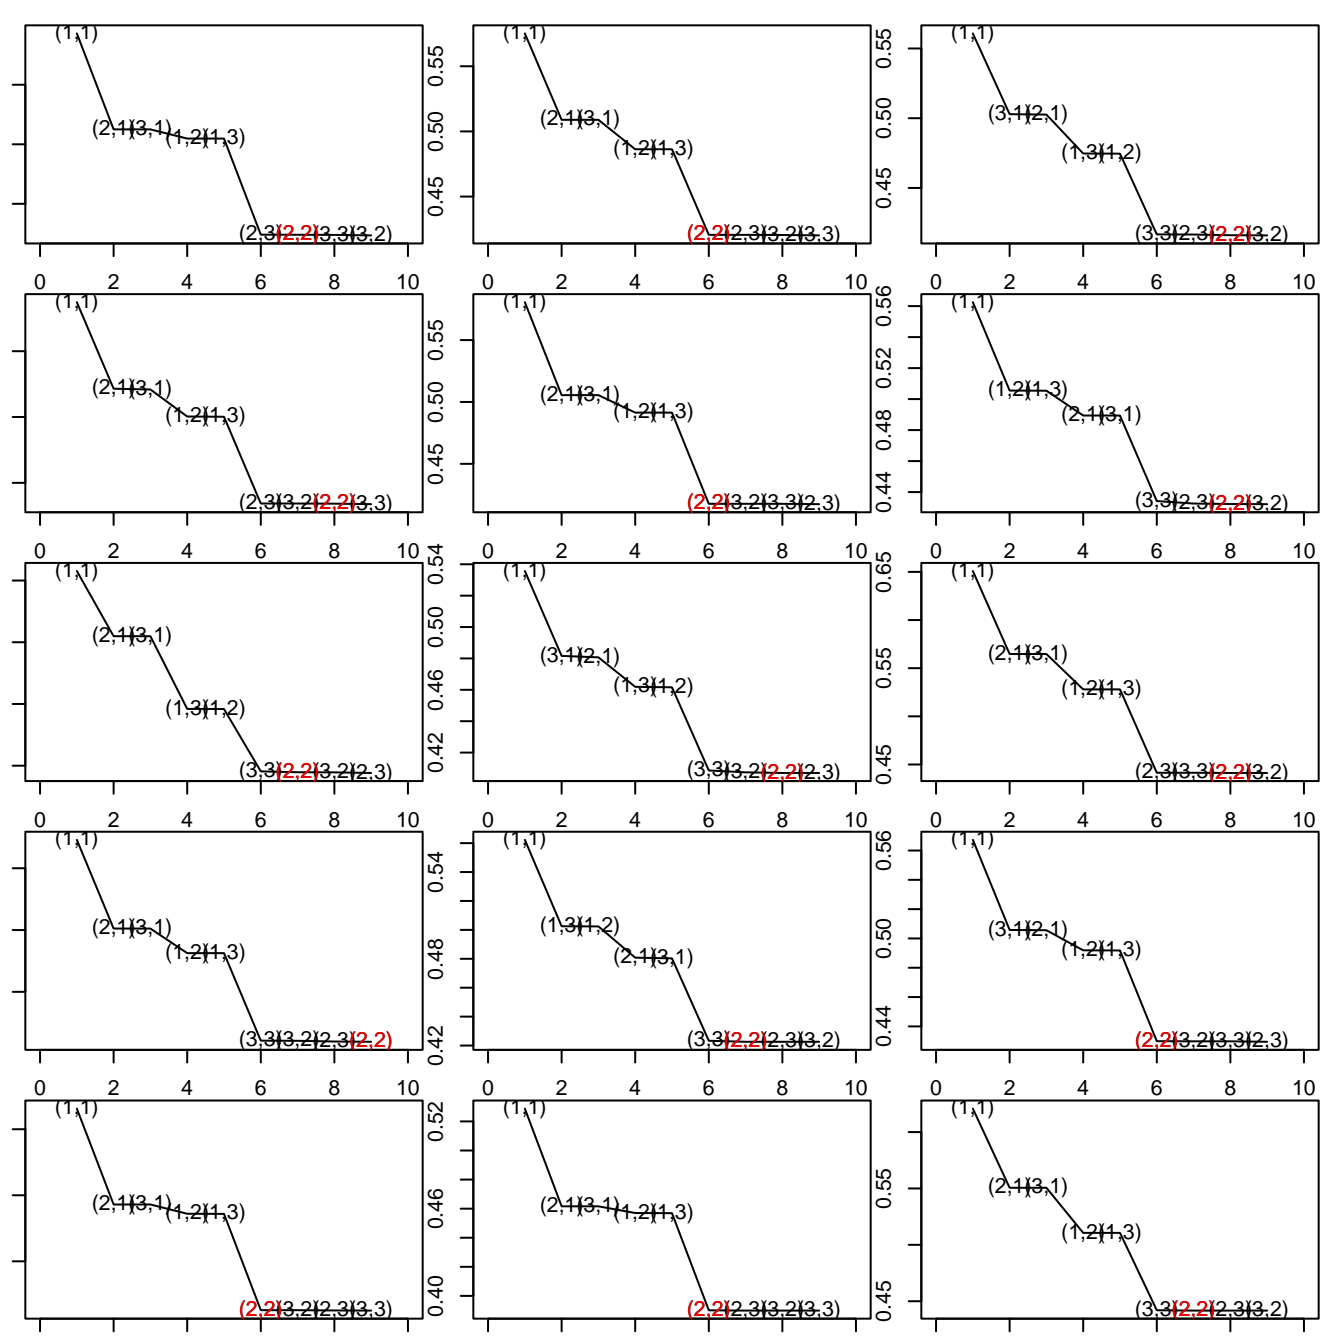 (1,1) (2,1) (3,1) (1,2) (1,3) (2,3) (2,2) (3,3) (3,2)
0 2 4 6 8 10
0.45 0.50 0.55
(1,1) (2,1) (3,1) (1,2) (1,3) (2,2) (2,3) (3,2) (3,3)
0 2 4 6 8 10
0.45 0.50 0.55
(1,1) (3,1) (2,1) (1,3) (1,2) (3,3) (2,3) (2,2) (3,2)
0 2 4 6 8 10
(1,1) (2,1) (3,1) (1,2) (1,3) (2,3) (3,2) (2,2) (3,3)
0 2 4 6 8 10
0.45 0.50 0.55
(1,1) (2,1) (3,1) (1,2) (1,3) (2,2) (3,2) (3,3) (2,3)
0 2 4 6 8 10
0.44 0.48 0.52 0.56
(1,1) (1,2) (1,3) (2,1) (3,1) (3,3) (2,3) (2,2) (3,2)
0 2 4 6 8 10
(1,1) (2,1) (3,1) (1,3) (1,2) (3,3) (2,2) (3,2) (2,3)
0 2 4 6 8 10
0.42 0.46 0.50 0.54
(1,1) (3,1) (2,1) (1,3) (1,2) (3,3) (3,2) (2,2) (2,3)
0 2 4 6 8 10
0.45 0.55 0.65
(1,1) (2,1) (3,1) (1,2) (1,3) (2,3) (3,3) (2,2) (3,2)
0 2 4 6 8 10
(1,1) (2,1) (3,1) (1,2) (1,3) (3,3) (3,2) (2,3) (2,2)
0 2 4 6 8 10
0.42 0.48 0.54
(1,1) (1,3) (1,2) (2,1) (3,1) (3,3) (2,2) (2,3) (3,2)
0 2 4 6 8 10
0.44 0.50 0.56
(1,1) (3,1) (2,1) (1,2) (1,3) (2,2) (3,2) (3,3) (2,3)
0 2 4 6 8 10
(1,1) (2,1) (3,1) (1,2) (1,3) (2,2) (3,2) (2,3) (3,3)
0.40 0.46 0.52
(1,1) (2,1) (3,1) (1,2) (1,3) (2,2) (2,3) (3,2) (3,3)
0.45 0.55
(1,1) (2,1) (3,1) (1,2) (1,3) (3,3) (2,2) (2,3) (3,2)